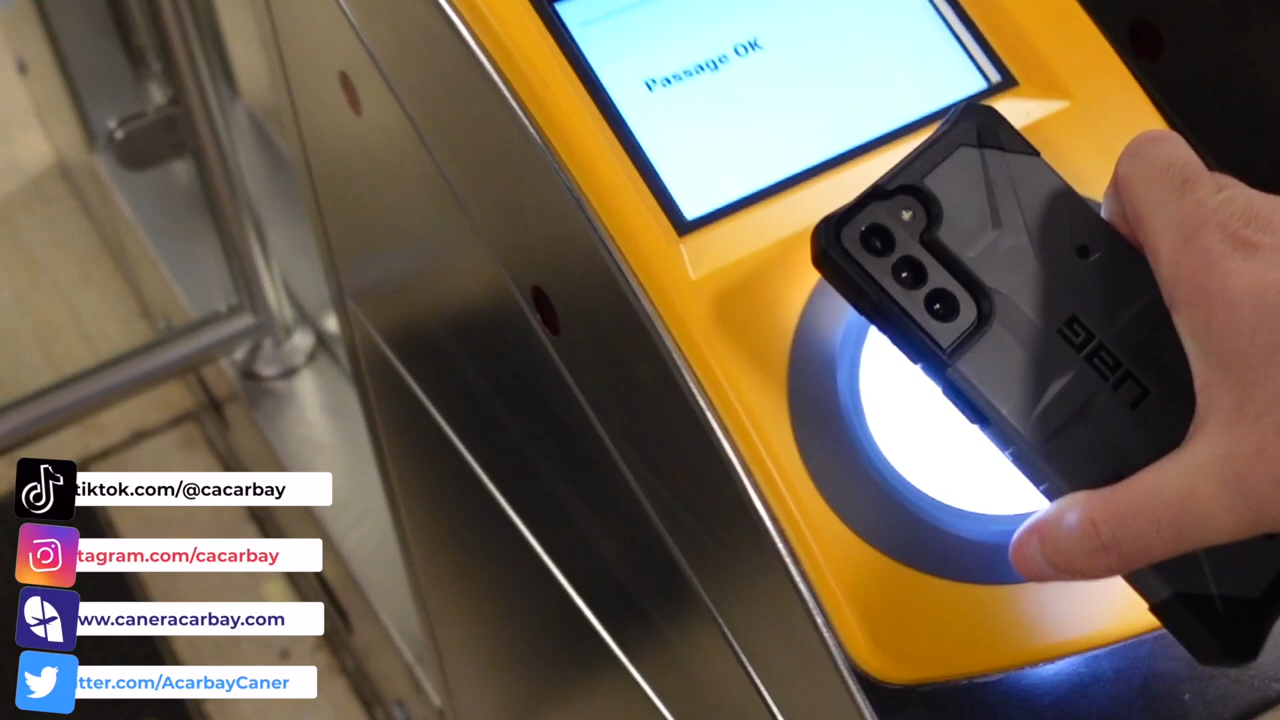 Passage OK
UAG
tiktok.com/@cacarbay
tagram.com/cacarbay
ww.caneracarbay.com
tter.com/AcarbayCaner